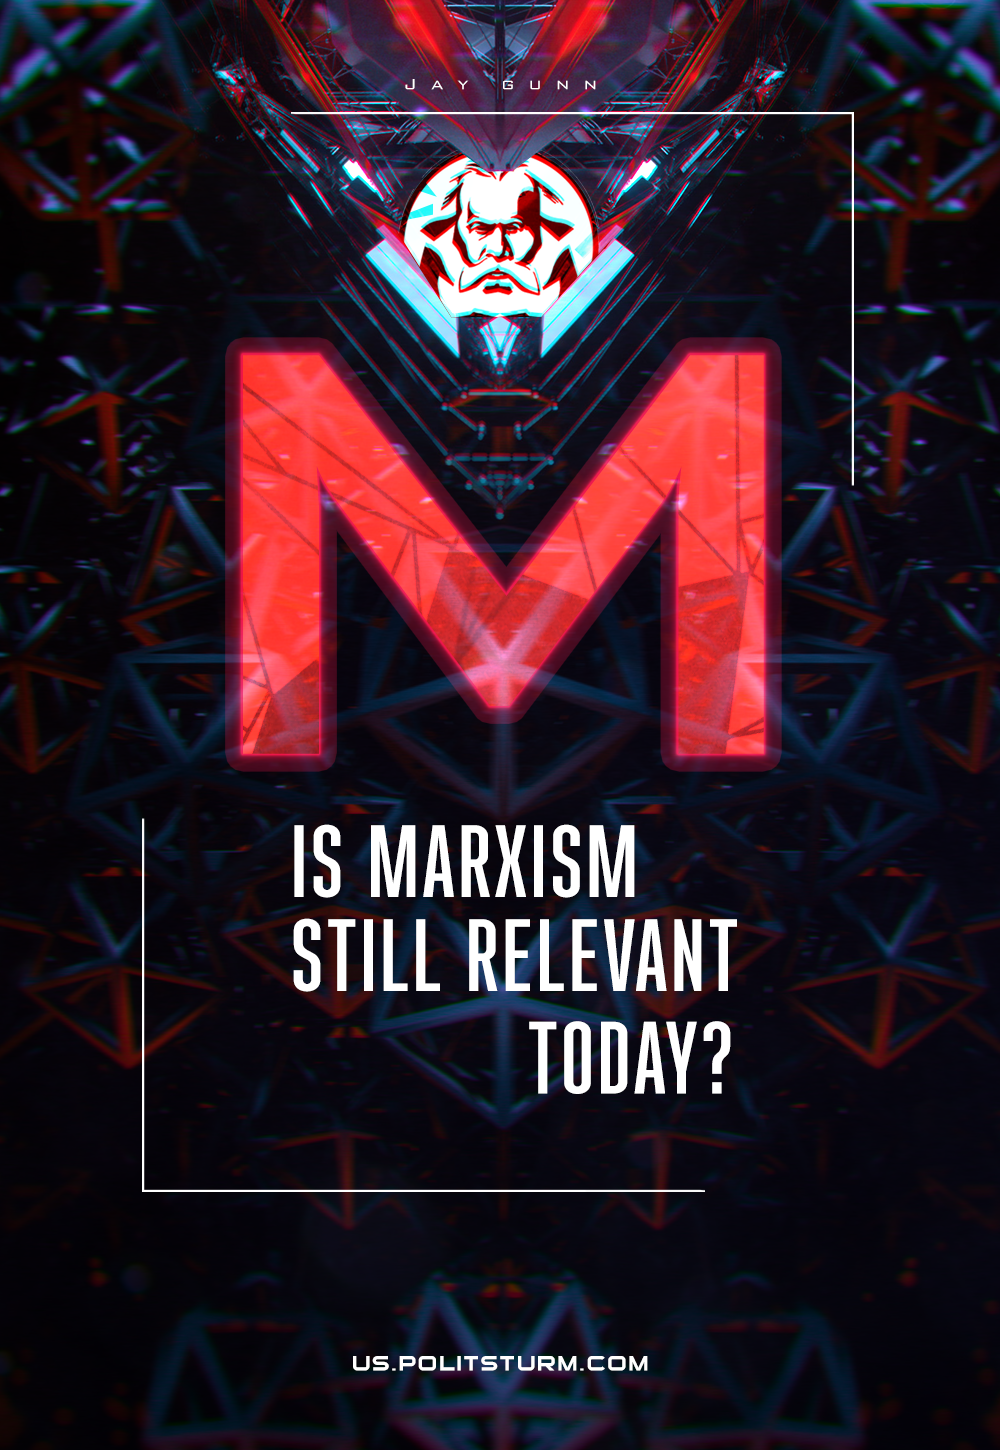 Jay Gunn
M
IS MARXISM
STILL RELEVANT
TODAY?
US.POLITSTURM.COM